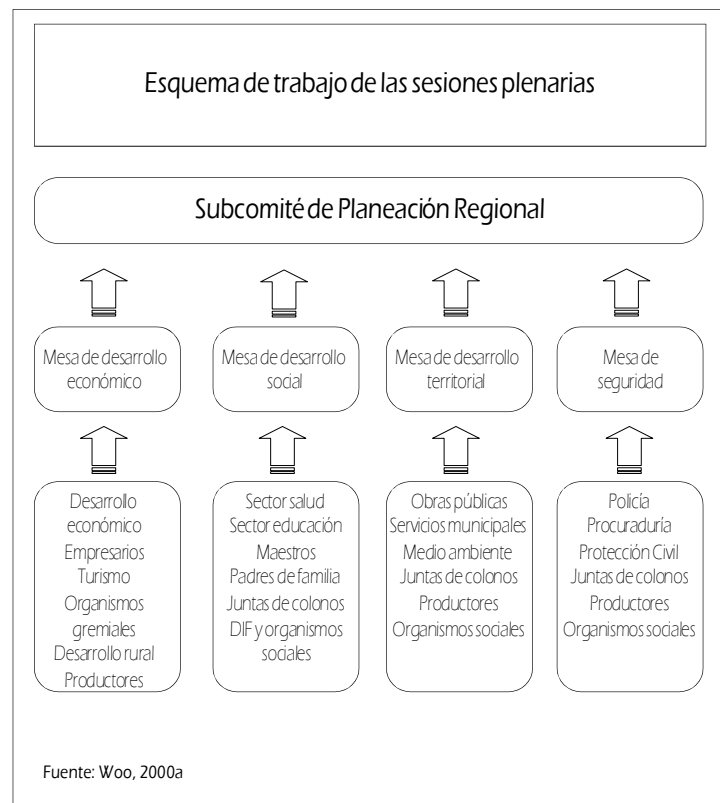 Esquema de trabajo de las sesiones plenarias
Subcomité de Planeación Regional
Mesa de desarrollo
económico
Mesa de desarrollo
social
Mesa de desarrollo
territorial
Mesa de
seguridad
Desarrollo
económico
Empresarios
Turismo
Organismos
gremiales
Desarrollo rural
Productores
Sector salud
Sector educación
Maestros
Padres de familia
Juntas de colonos
DIF y organismos
sociales
Obras públicas
Servicios municipales
Medio ambiente
Juntas de colonos
Productores
Organismos sociales
Policía
Procuraduría
Protección Civil
Juntas de colonos
Productores
Organismos sociales
Fuente: Woo, 2000a